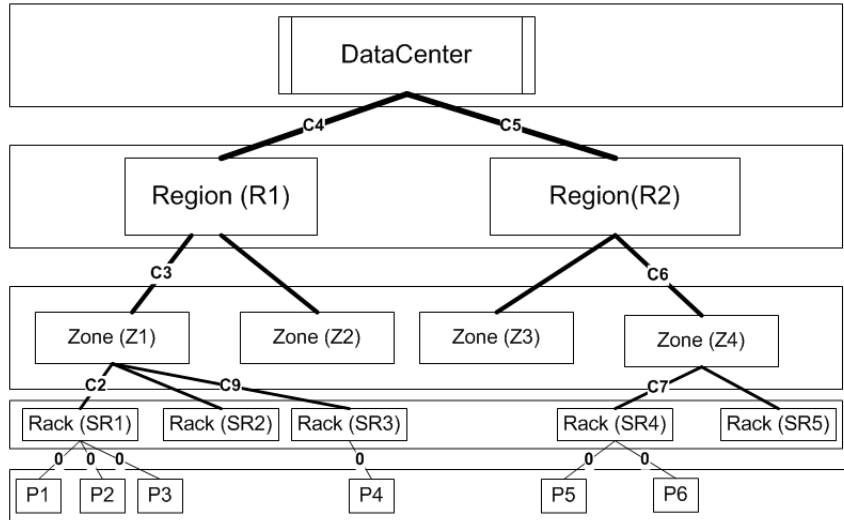 DataCenter
C4 C5
Region (R1) Region(R2)
C3 C6
Zone (Z1) Zone (Z2) Zone (Z3) Zone (Z4)
C2 C9 C7
Rack (SR1) Rack (SR2) Rack (SR3) Rack (SR4) Rack (SR5)
0 0 0 0 0 0
P1 P2 P3 P4 P5 P6